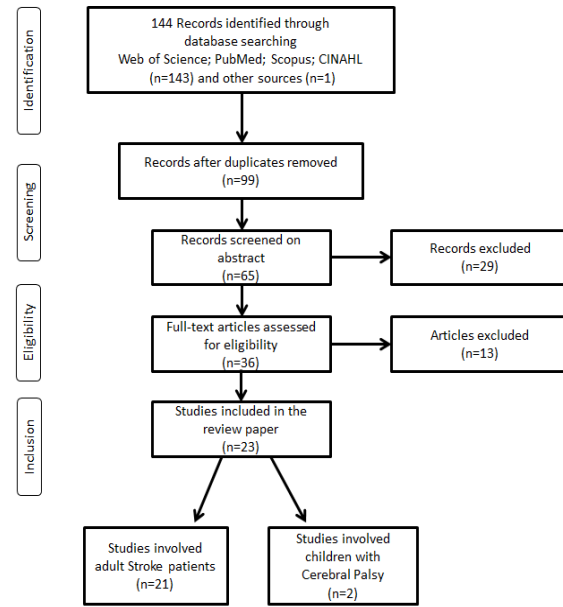 Identification
144 Records identified through
database searching
Web of Science; PubMed; Scopus; CINAHL
(n=143) and other sources (n=1)
Records after duplicates removed
(n=99)
Screening
Records screened on
abstract
(n=65)
Records excluded
(n=29)
Eligibility
Full-text articles assessed
for eligibility
(n=36)
Articles excluded
(n=13)
Inclusion
Studies included in the
review paper
(n=23)
Studies involved
adult Stroke patients
(n=21)
Studies involved
children with
Cerebral Palsy
(n=2)